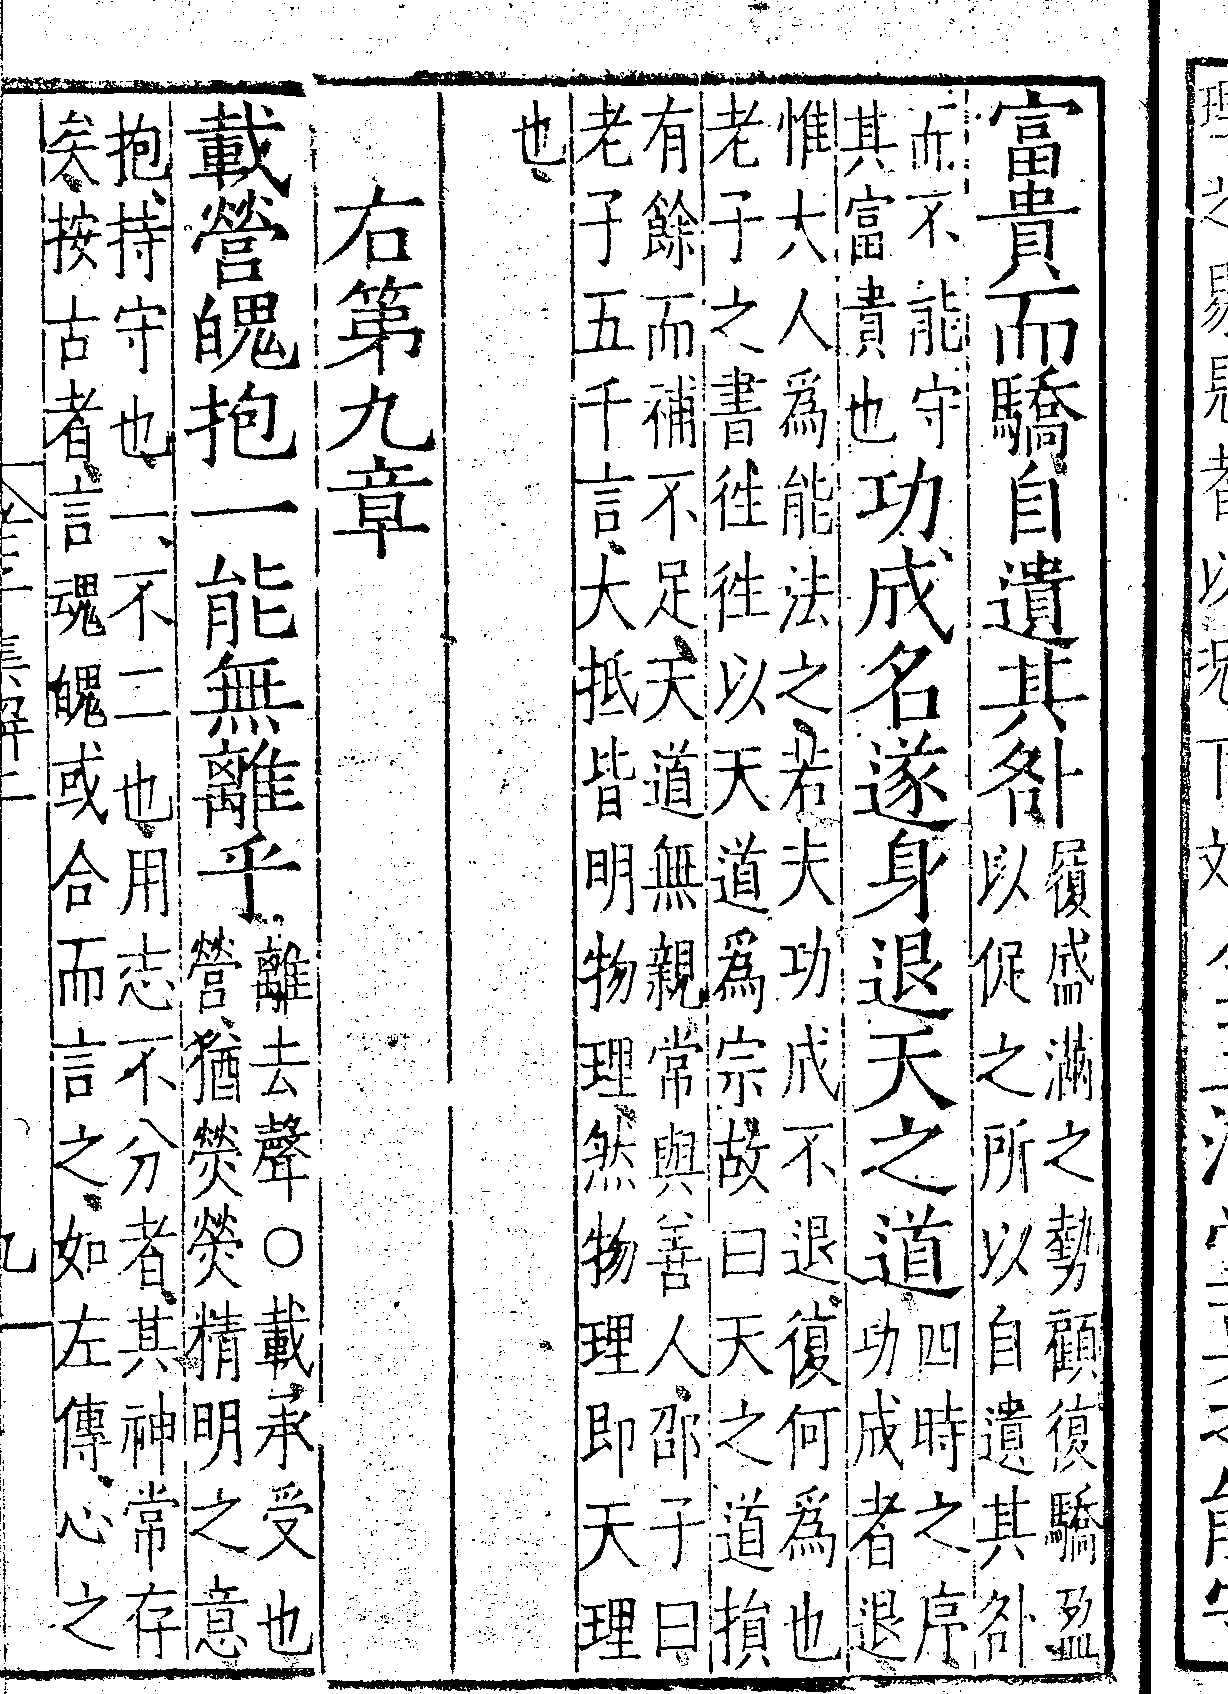 富貴而驕自遺其咎
履盛滿之勢顧復驕盈
以促之所以自遺其咎
而不能守
其富貴也
功成名遂身退天之道
四時之序
功成者退
惟大人爲能法之若夫功成不退復何爲也
老子之書徃徃以天道爲宗故曰天之道損
有餘而補不足、天道無親常與善人、邵子曰
老子五千言、大抵皆明物理、然物理即天理
也、
右第九章
載營魄抱一能無離乎
離去聲○載、承受也
營、猶熒熒精明之意
抱、持守也、一、不二也、用志不分者、其神常存
矣、按古者、言魂魄或合而言之、如左傳、心之